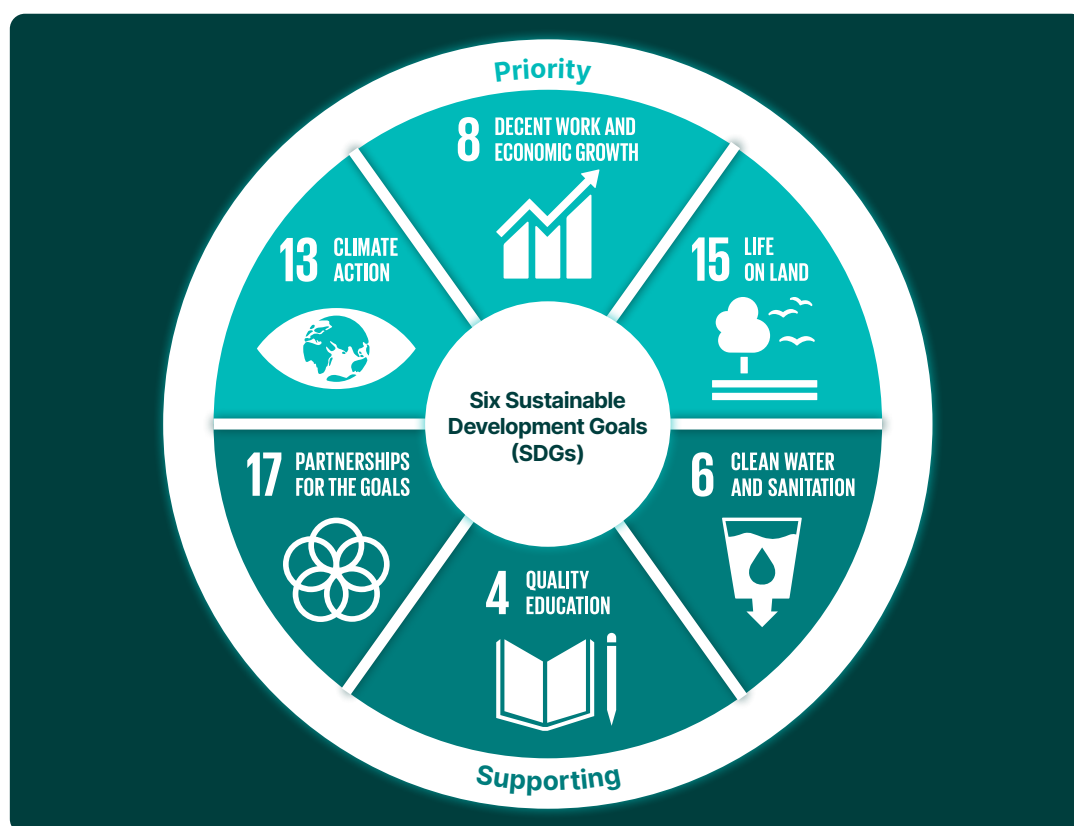 Priority
8 DECENT WORK AND
ECONOMIC GROWTH
13 CLIMATE
ACTION
15 LIFE
ON LAND
Six Sustainable
Development Goals
(SDGs)
17 PARTNERSHIPS
FOR THE GOALS
6 CLEAN WATER
AND SANITATION
4 QUALITY
EDUCATION
Supporting